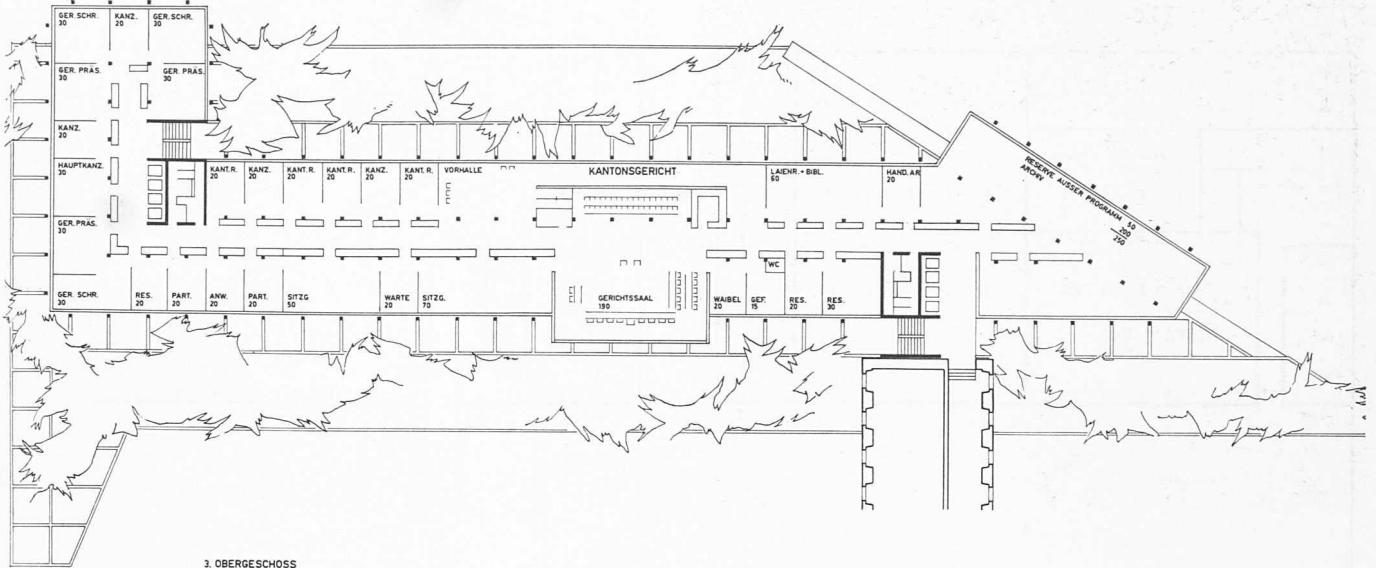 GER. SCHR.
30
KANZ.
20
GER. SCHR.
30
GER. PRÄS.
30
GER. PRÄS.
30
KANZ.
20
HAUPTKANZ.
30
GER. PRÄS.
30
GER. SCHR.
30
KANT. R.
20
KANZ.
20
KANT. R.
20
KANT. R.
20
KANZ.
20
KANT. R.
20
VORHALLE
KANTONSGERICHT
LAIENR. + BIBL.
60
HAND. AR.
20
RESERVE AUSSER PROGRAMM 50
ARCHIV 200
250
RES.
20
PART.
20
ANW.
20
PART.
20
SITZG
50
WARTE
20
SITZG.
70
GERICHTSSAAL
190
WAIBEL
20
WC
GEF.
15
RES.
20
RES.
30
3. OBERGESCHOSS